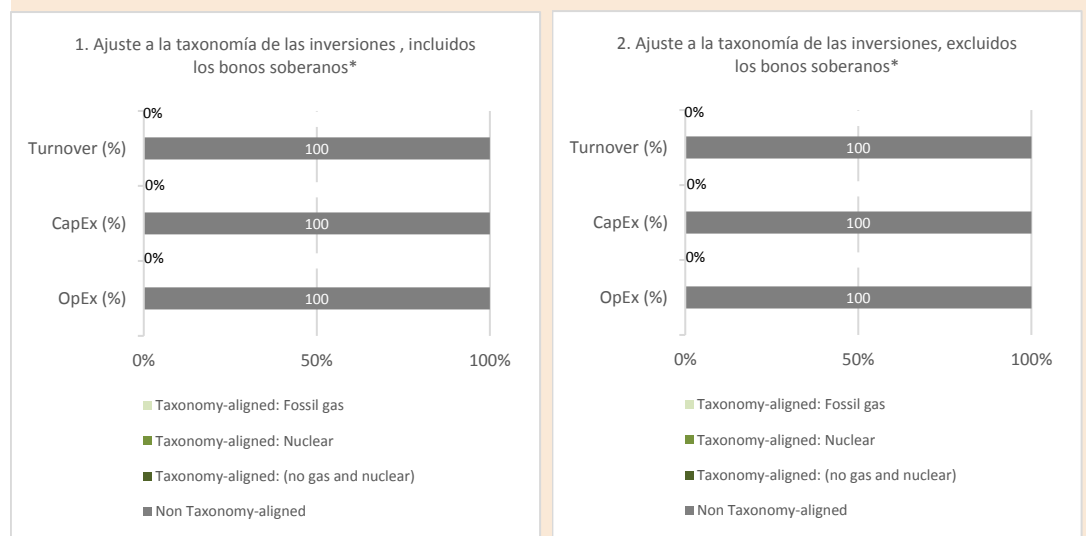 1. Ajuste a la taxonomía de las inversiones , incluidos
los bonos soberanos*
0%
Turnover (%)
100
0%
CapEx (%)
100
0%
OpEx (%)
100
0%
50%
100%
Taxonomy-aligned: Fossil gas
Taxonomy-aligned: Nuclear
Taxonomy-aligned: (no gas and nuclear)
Non Taxonomy-aligned
2. Ajuste a la taxonomía de las inversiones, excluidos
los bonos soberanos*
0%
Turnover (%)
100
0%
CapEx (%)
100
0%
OpEx (%)
100
0%
50%
100%
Taxonomy-aligned: Fossil gas
Taxonomy-aligned: Nuclear
Taxonomy-aligned: (no gas and nuclear)
Non Taxonomy-aligned